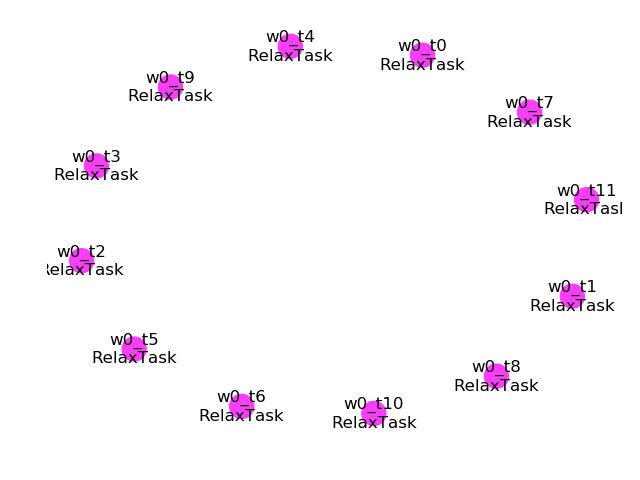 w0_t4
RelaxTask
w0_t0
RelaxTask
w0_t9
RelaxTask
w0_t7
RelaxTask
w0_t3
RelaxTask
w0_t11
RelaxTask
w0_t2
RelaxTask
w0_t1
RelaxTask
w0_t5
RelaxTask
w0_t8
RelaxTask
w0_t6
RelaxTask
w0_t10
RelaxTask